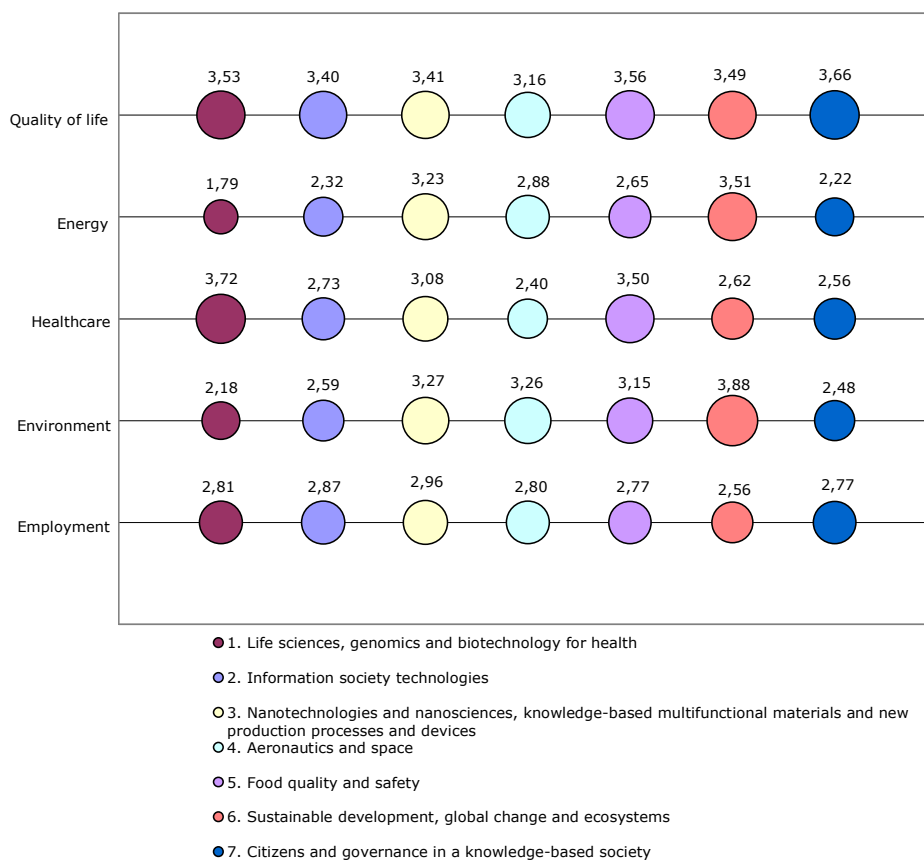 3,53 3,40 3,41 3,16 3,56 3,49 3,66
Quality of life
1,79 2,32 3,23 2,88 2,65 3,51 2,22
Energy
3,72 2,73 3,08 2,40 3,50 2,62 2,56
Healthcare
2,18 2,59 3,27 3,26 3,15 3,88 2,48
Environment
2,81 2,87 2,96 2,80 2,77 2,56 2,77
Employment
1. Life sciences, genomics and biotechnology for health
2. Information society technologies
3. Nanotechnologies and nanosciences, knowledge-based multifunctional materials and new
production processes and devices
4. Aeronautics and space
5. Food quality and safety
6. Sustainable development, global change and ecosystems
7. Citizens and governance in a knowledge-based society